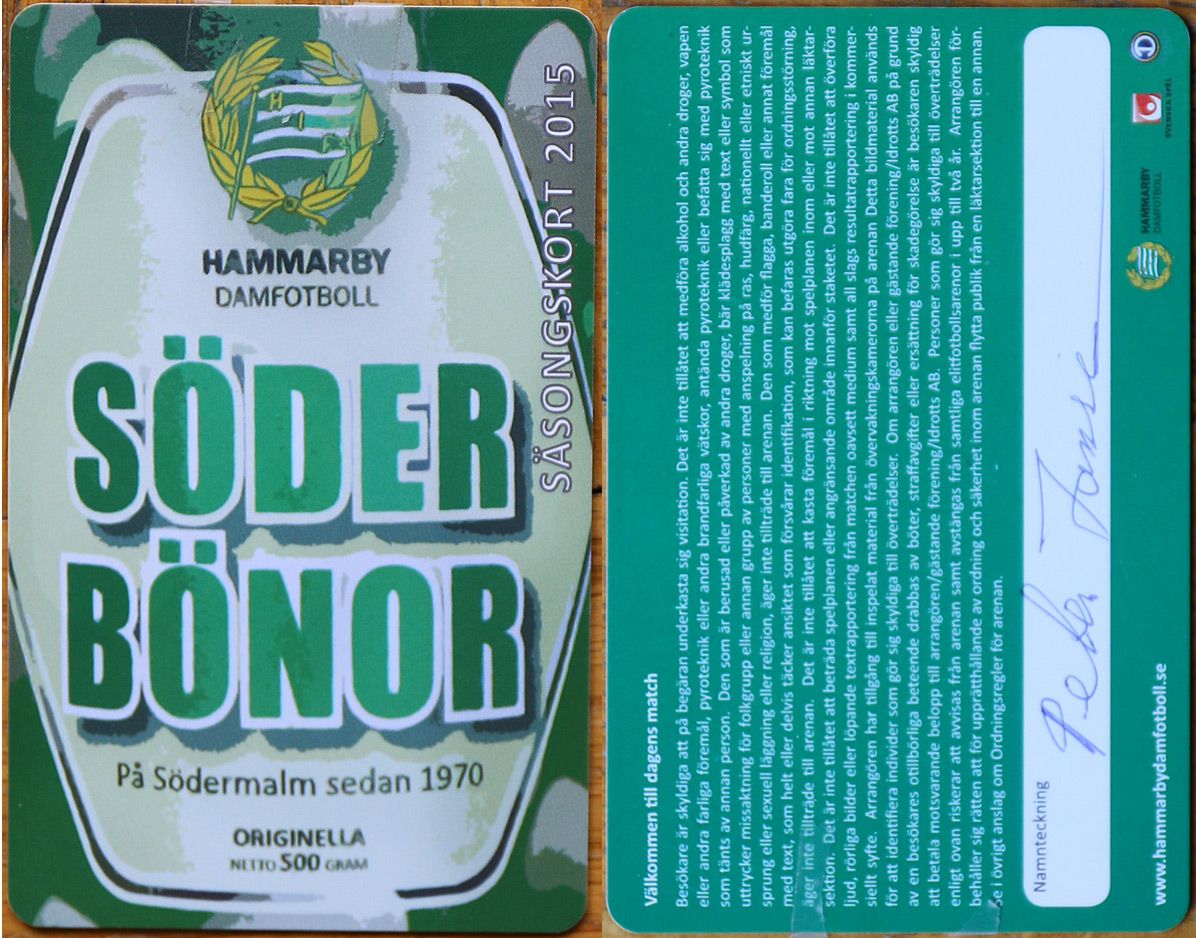 HAMMARBY
DAMFOTBOLL
SÄSONGSKORT 2015
SÖDER
BÖNOR
På Södermalm sedan 1970
ORIGINELLA
NETTO 500 GRAM
Välkommen till dagens match
Besökare är skyldiga att på begäran underkasta sig visitation. Det är inte tillåtet att medföra alkohol och andra droger, vapen
eller andra farliga föremål, pyroteknik eller andra brandfarliga vätskor, antända pyroteknik eller befatta sig med pyroteknik
som tänts av annan person. Den som är berusad eller påverkad av andra droger, bär klädesplagg med text eller symbol som
uttrycker missaktning för folkgrupp eller annan grupp av personer med anspelning på ras, hudfärg, nationellt eller etniskt ur-
sprung eller sexuell läggning eller religion, äger inte tillträde till arenan. Den som medför flagga, banderoll eller annat föremål
med text, som helt eller delvis täcker ansiktet som försvårar identifikation, som kan befaras utgöra fara för ordningsstörning,
äger inte tillträde till arenan. Det är inte tillåtet att kasta föremål i riktning mot spelplanen inom eller mot annan läktar-
sektion. Det är inte tillåtet att beträda spelplanen eller angränsande område innanför staketet. Det är inte tillåtet att överföra
ljud, rörliga bilder eller löpande textrapportering från matchen oavsett medium samt all slags resultatrapportering i kommer-
siellt syfte. Arrangören har tillgång till inspelat material från övervakningskamerorna på arenan Detta bildmaterial används
för att identifiera individer som gör sig skyldiga till överträdelser. Om arrangören eller gästande förening/Idrotts AB på grund
av en besökares otillbörliga beteende drabbas av böter, straffavgifter eller ersättning för skadegörelse är besökaren skyldig
att betala motsvarande belopp till arrangören/gästande förening/Idrotts AB. Personer som gör sig skyldiga till överträdelser
enligt ovan riskerar att avvisas från arenan samt avstängas från samtliga elitfotbollsarenor i upp till två år. Arrangören för-
behåller sig rätten att för upprätthållande av ordning och säkerhet inom arenan flytta publik från en läktarsektion till en annan.
Se i övrigt anslag om Ordningsregler för arenan.
Namnteckning
Peter
www.hammarbydamfotboll.se
HAMMARBY
DAMFOTBOLL
SVENSKA SPEL